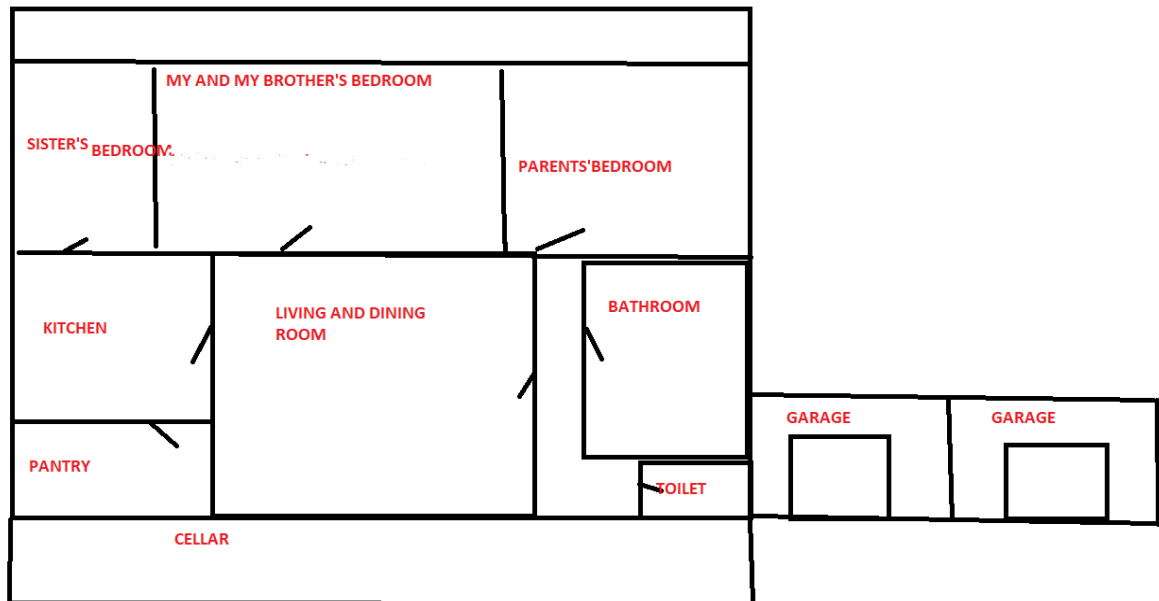 MY AND MY BROTHER'S BEDROOM
SISTER'S BEDROOM.
PARENTS'BEDROOM
KITCHEN
LIVING AND DINING
ROOM
BATHROOM
PANTRY
TOILET
GARAGE
GARAGE
CELLAR